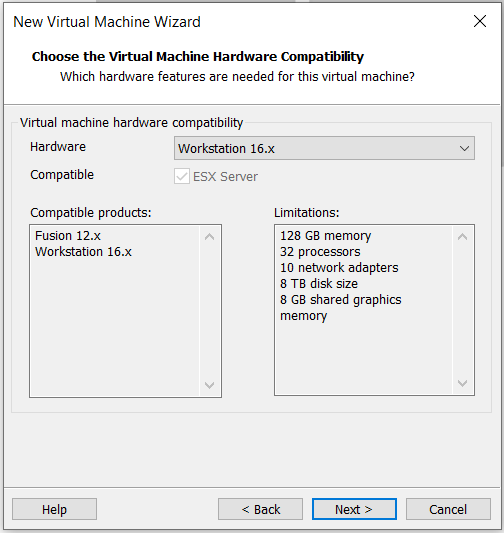 New Virtual Machine Wizard
Choose the Virtual Machine Hardware Compatibility
Which hardware features are needed for this virtual machine?
Virtual machine hardware compatibility
Hardware
Workstation 16.x
Compatible
ESX Server
Compatible products:
Fusion 12.x
Workstation 16.x
Limitations:
128 GB memory
32 processors
10 network adapters
8 TB disk size
8 GB shared graphics
memory
Help
< Back
Next >
Cancel